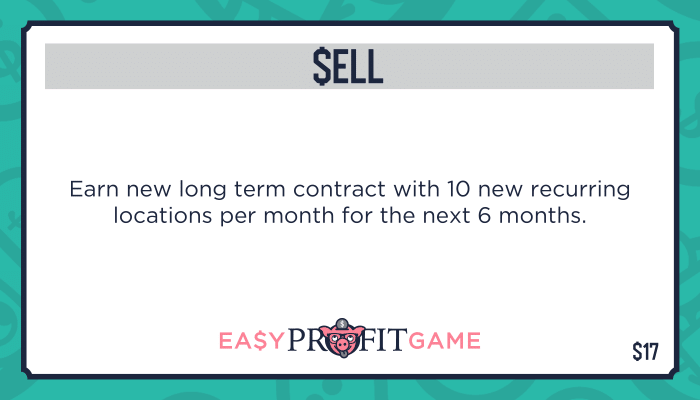 $ELL
Earn new long term contract with 10 new recurring
locations per month for the next 6 months.
EA$Y PROFIT GAME
$17